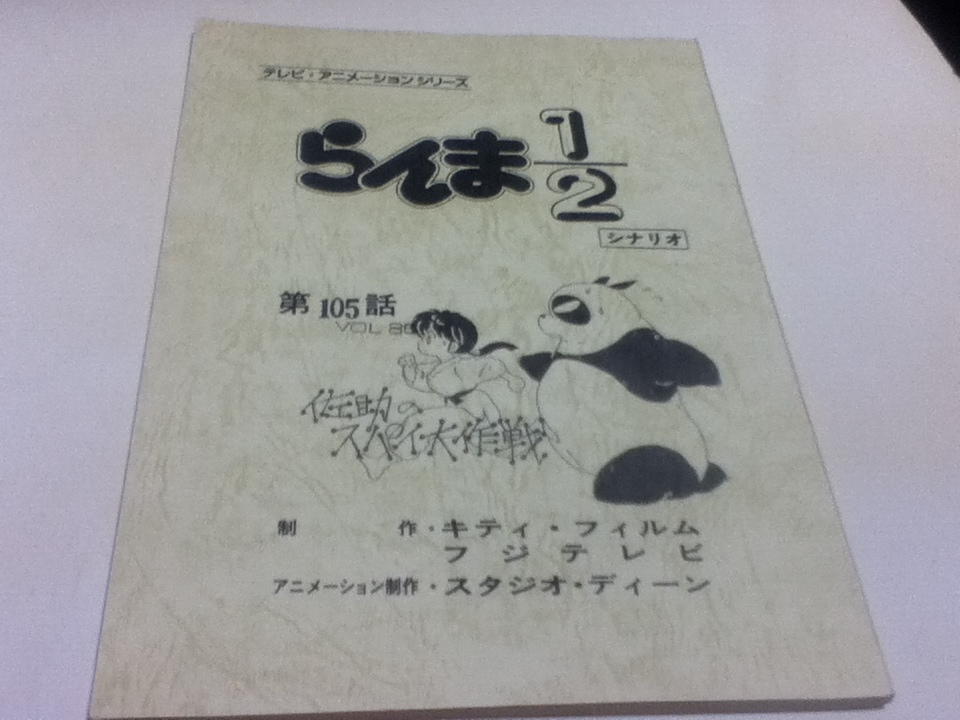 テレビ・アニメーションシリーズ
らんま1/2
シナリオ
第105話
VOL
佐助の
スパイ大作戦
制作・キティ・フィルム
フジテレビ
アニメーション制作・スタジオ・ディーン